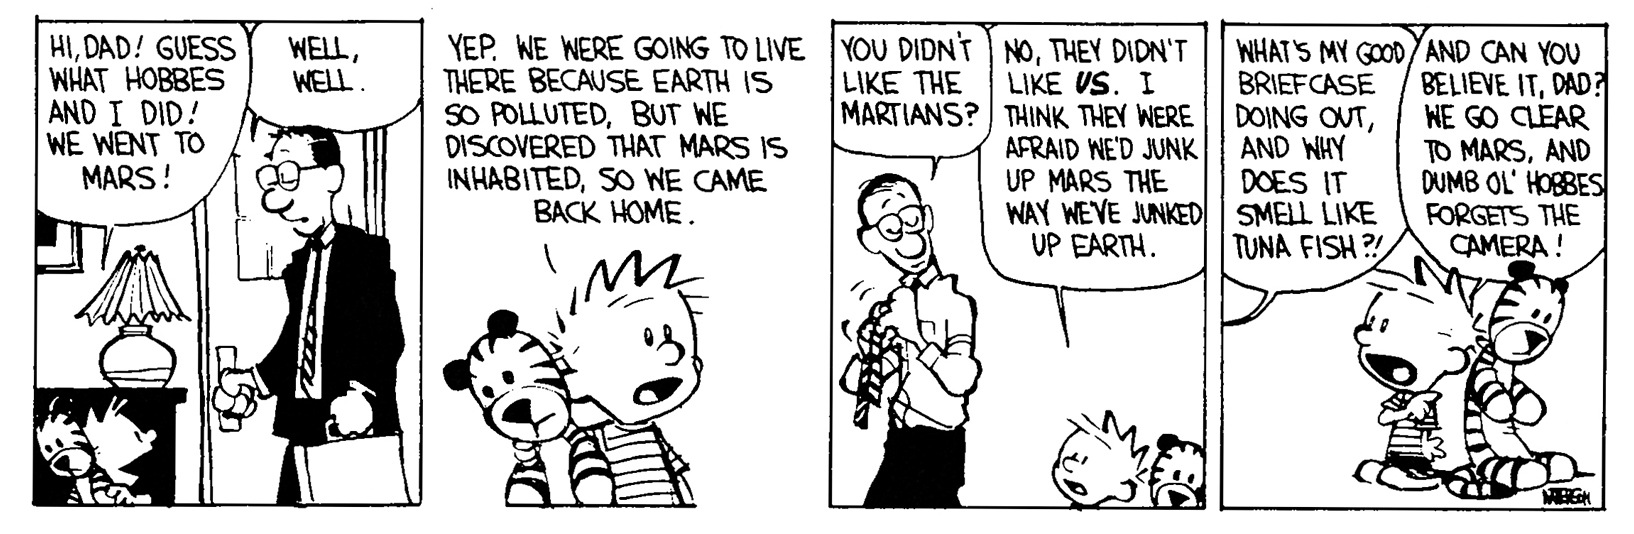 HI, DAD! GUESS
WHAT HOBBES
AND I DID!
WE WENT TO
MARS!
WELL,
WELL.
YEP. WE WERE GOING TO LIVE
THERE BECAUSE EARTH IS
SO POLLUTED, BUT WE
DISCOVERED THAT MARS IS
INHABITED, SO WE CAME
BACK HOME.
YOU DIDN'T
LIKE THE
MARTIANS?
NO, THEY DIDN'T
LIKE US. I
THINK THEY WERE
AFRAID WE'D JUNK
UP MARS THE
WAY WE'VE JUNKED
UP EARTH.
WHAT'S MY GOOD
BRIEFCASE
DOING OUT,
AND WHY
DOES IT
SMELL LIKE
TUNA FISH?!
AND CAN YOU
BELIEVE IT, DAD?
WE GO CLEAR
TO MARS, AND
DUMB OL' HOBBES
FORGETS THE
CAMERA!